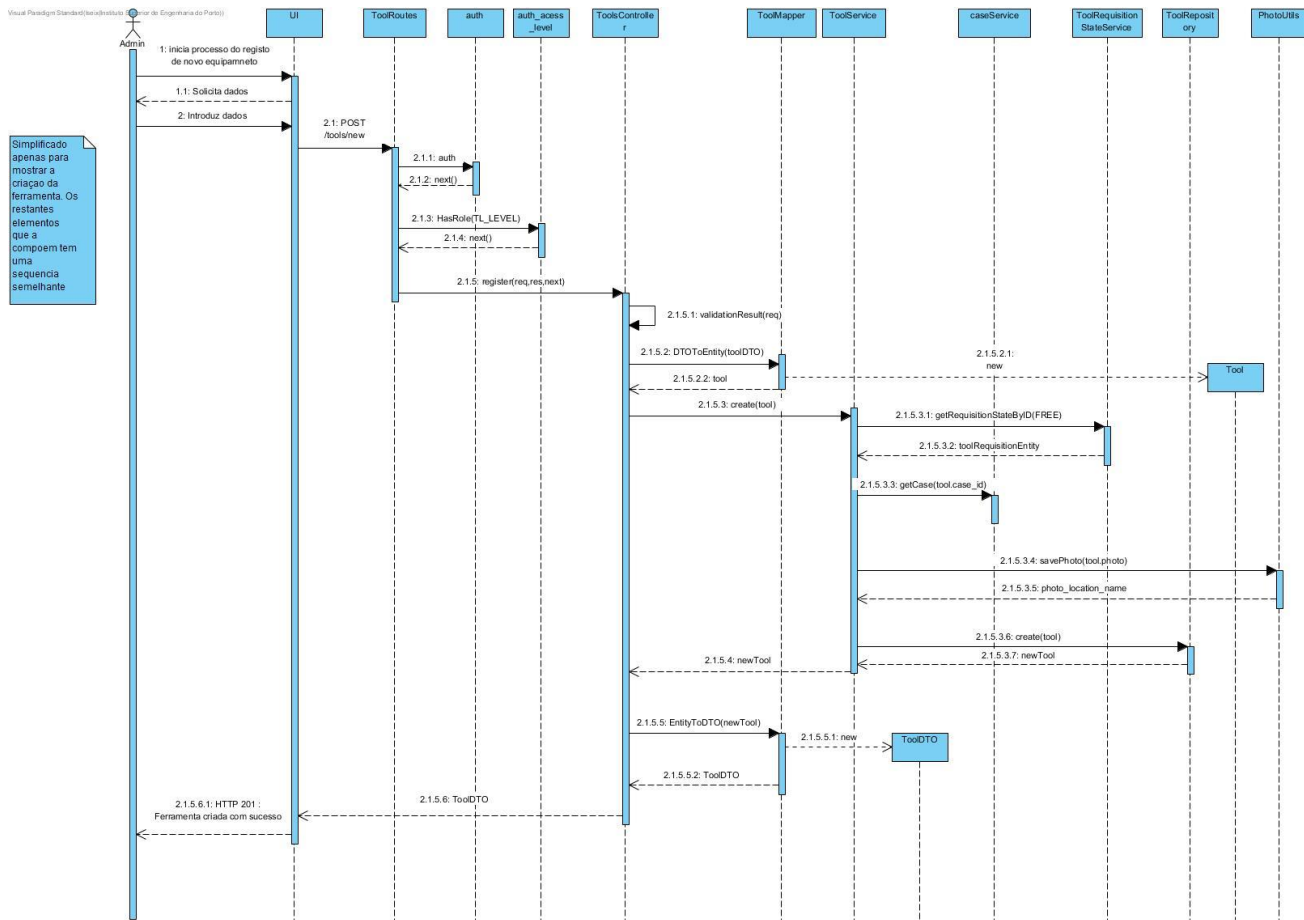 Visual Paradigm Standard(
Instituto Superior de Engenharia do Porto))
Admin
UI
ToolRoutes
auth
auth_acess
_level
ToolsControlle
r
ToolMapper
ToolService
caseService
ToolRequisition
StateService
ToolReposit
ory
PhotoUtils
1: inicia processo do registo
de novo equipamneto
1.1: Solicita dados
2: Introduz dados
2.1: POST
/tools/new
Simplificado
apenas para
mostrar a
criaçao da
ferramenta. Os
restantes
elementos
que a
compoem tem
uma
sequencia
semelhante
2.1.1: auth
2.1.2: next()
2.1.3: HasRole(TL_LEVEL)
2.1.4: next()
2.1.5: register(req,res,next)
2.1.5.1: validationResult(req)
2.1.5.2: DTOToEntity(toolDTO)
2.1.5.2.1:
new
Tool
2.1.5.2.2: tool
2.1.5.3: create(tool)
2.1.5.3.1: getRequisitionStateByID(FREE)
2.1.5.3.2: toolRequisitionEntity
2.1.5.3.3: getCase(tool.case_id)
2.1.5.3.4: savePhoto(tool.photo)
2.1.5.3.5: photo_location_name
2.1.5.3.6: create(tool)
2.1.5.3.7: newTool
2.1.5.4: newTool
2.1.5.5: EntityToDTO(newTool)
2.1.5.5.1: new
ToolDTO
2.1.5.5.2: ToolDTO
2.1.5.6: ToolDTO
2.1.5.6.1: HTTP 201 :
Ferramenta criada com sucesso